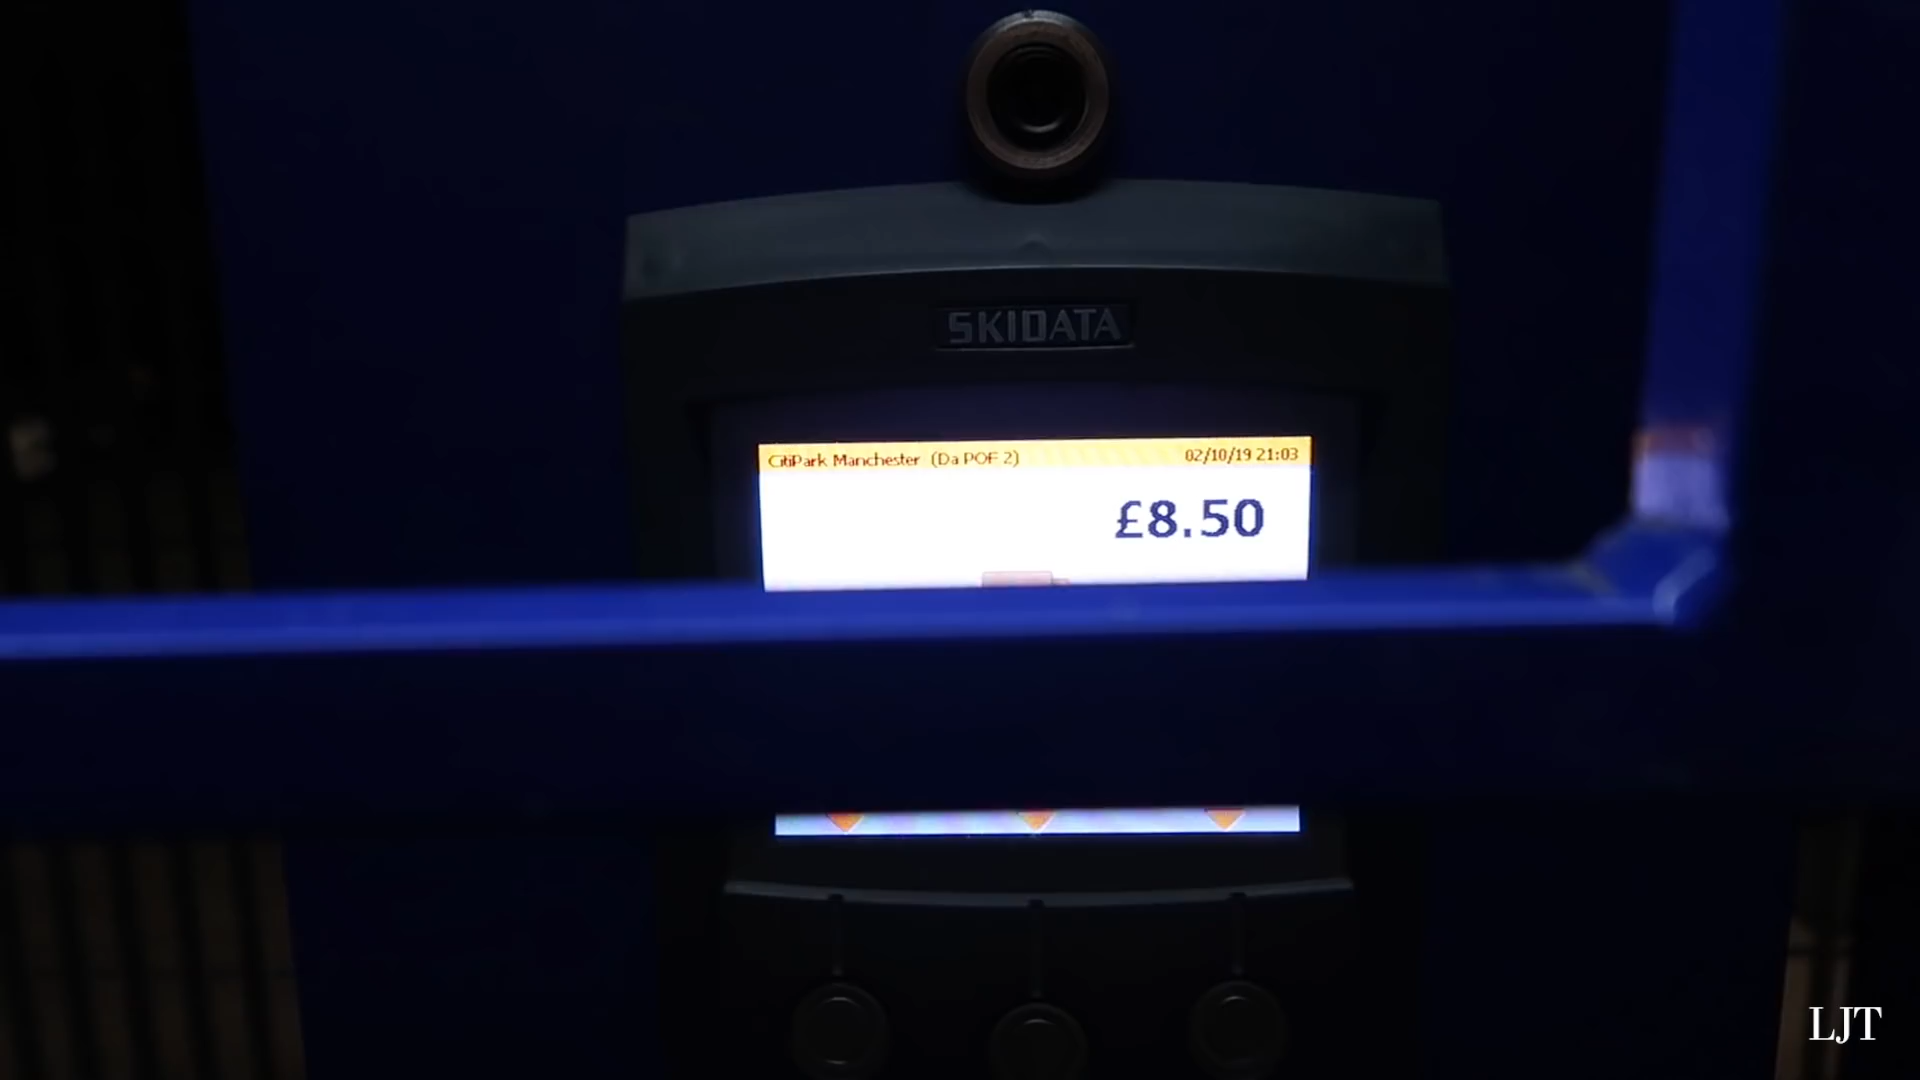 SKIDATA
CitiPark Manchester (Da POF 2) 02/10/19 21:03
£8.50
LJT